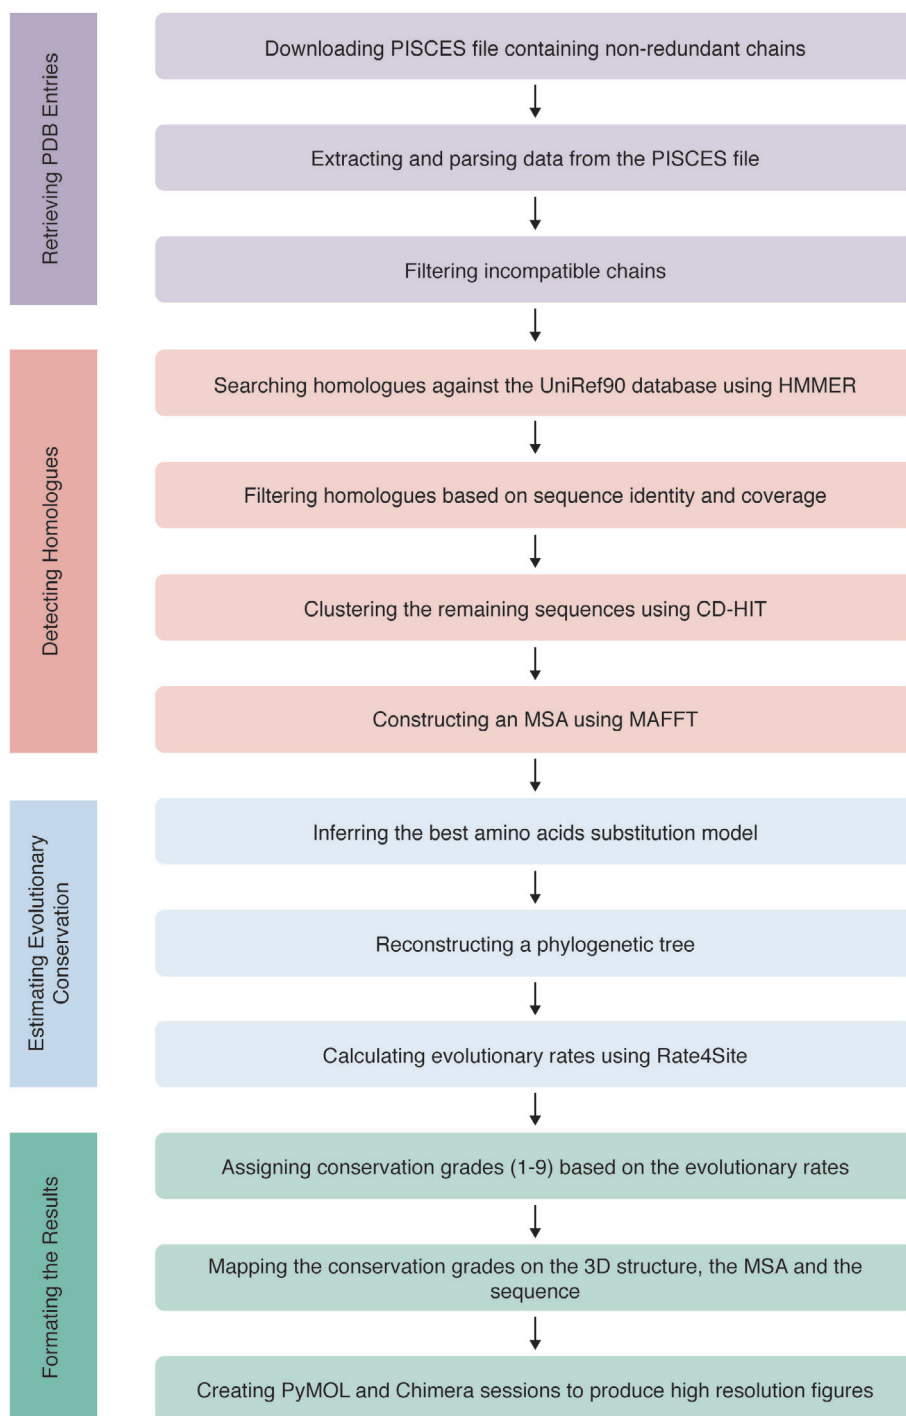 Retrieving PDB Entries
Downloading PISCES file containing non-redundant chains
Extracting and parsing data from the PISCES file
Filtering incompatible chains
Detecting Homologues
Searching homologues against the UniRef90 database using HMMER
Filtering homologues based on sequence identity and coverage
Clustering the remaining sequences using CD-HIT
Constructing an MSA using MAFFT
Estimating Evolutionary
Conservation
Inferring the best amino acids substitution model
Reconstructing a phylogenetic tree
Calculating evolutionary rates using Rate4Site
Formating the Results
Assigning conservation grades (1-9) based on the evolutionary rates
Mapping the conservation grades on the 3D structure, the MSA and the
sequence
Creating PyMOL and Chimera sessions to produce high resolution figures